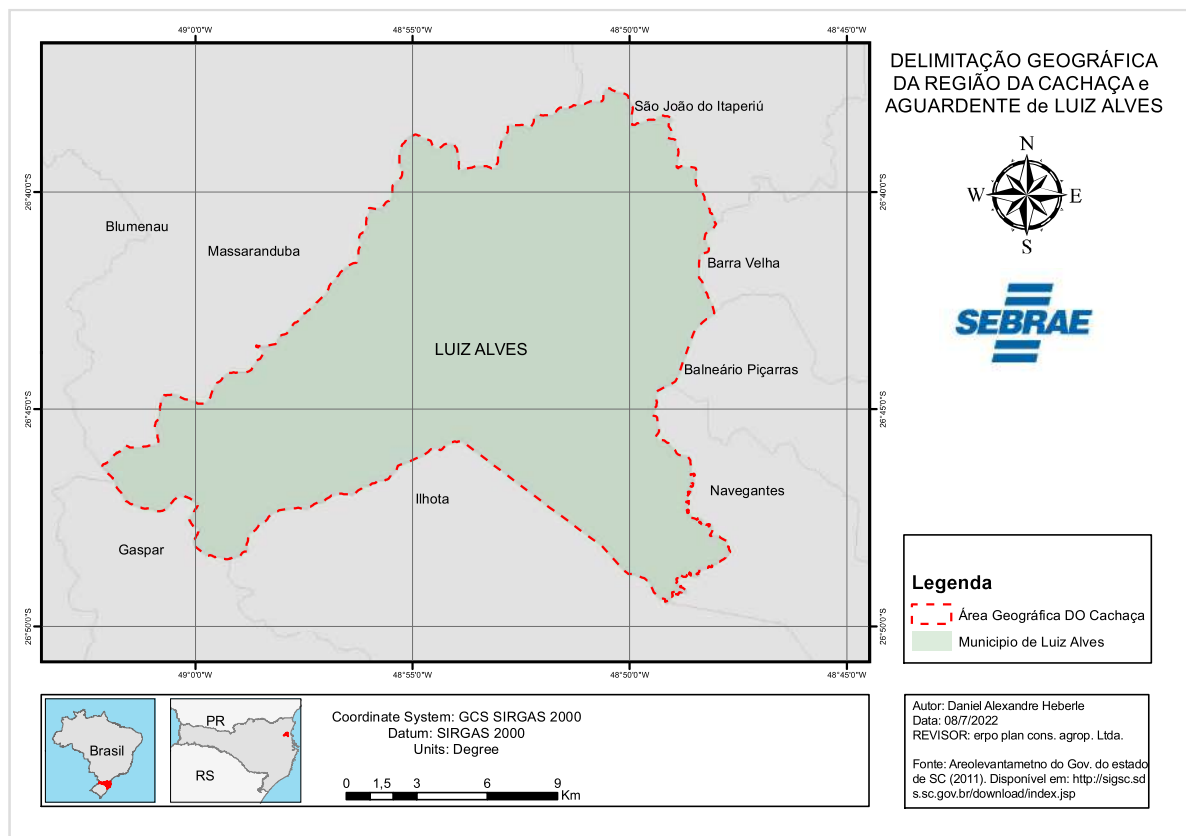 49°0'0"W
48°55'0"W
48°50'0"W
48°45'0"W
DELIMITAÇÃO GEOGRÁFICA
DA REGIÃO DA CACHAÇA e
AGUARDENTE de LUIZ ALVES
São João do Itaperiú
N
W
E
S
26°40'0"S
26°40'0"S
Blumenau
Massaranduba
Barra Velha
SEBRAE
LUIZ ALVES
Balneário Piçarras
26°45'0"S
26°45'0"S
Ilhota
Navegantes
Gaspar
26°50'0"S
26°50'0"S
Legenda
Área Geográfica DO Cachaça
Municipio de Luiz Alves
49°0'0"W
48°55'0"W
48°50'0"W
48°45'0"W
Brasil
PR
RS
Coordinate System: GCS SIRGAS 2000
Datum: SIRGAS 2000
Units: Degree
0 1,5 3 6 9
Km
Autor: Daniel Alexandre Heberle
Data: 08/7/2022
REVISOR: erpo plan cons. agrop. Ltda.
Fonte: Areolevantametno do Gov. do estado
de SC (2011). Disponível em: http://sigsc.sd
s.sc.gov.br/download/index.jsp